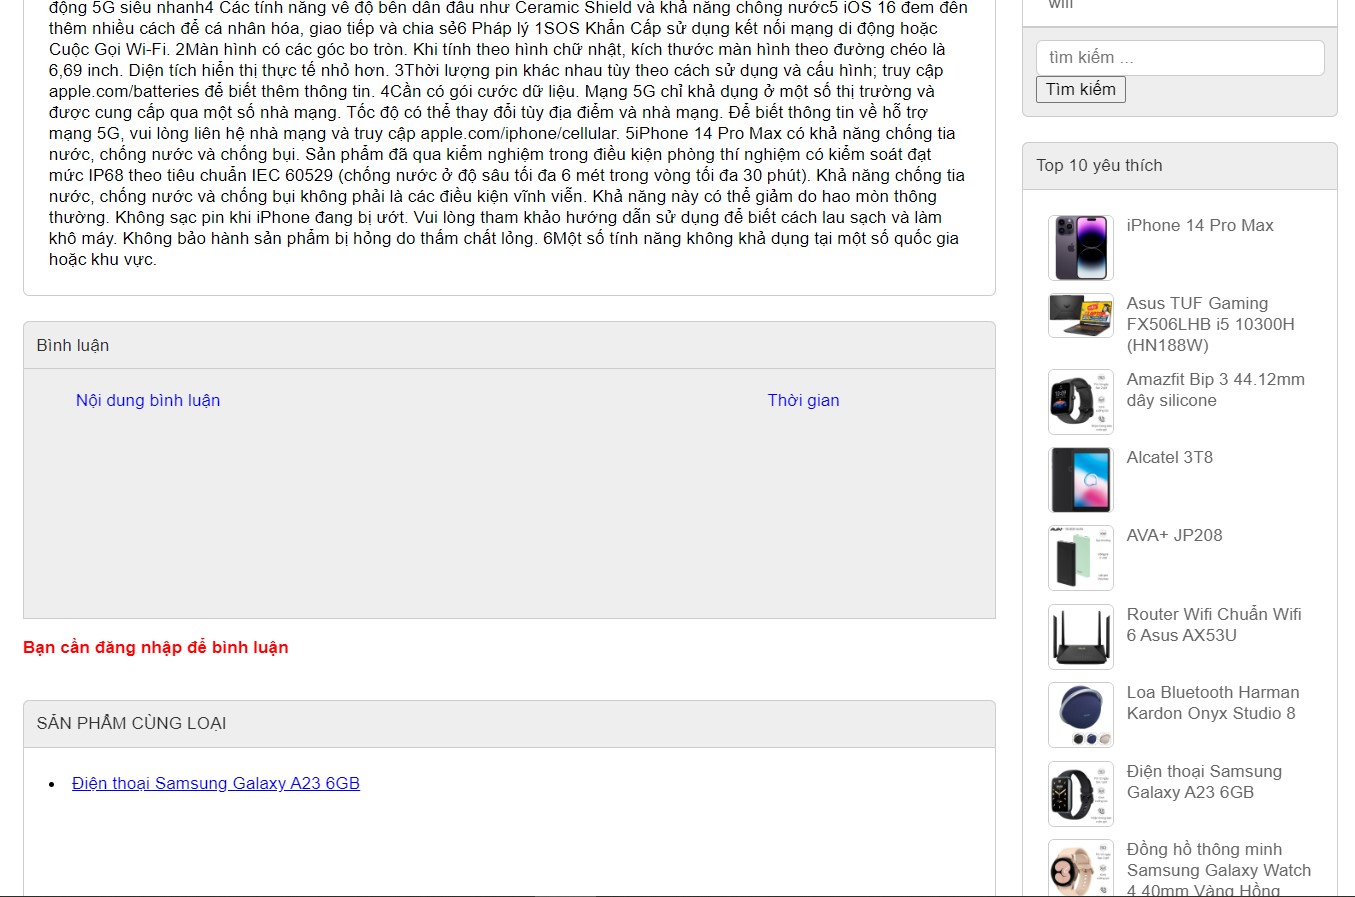 động 5G siêu nhanh4 Các tính năng về độ bền dẫn đầu như Ceramic Shield và khả năng chống nước5 iOS 16 đem đến
thêm nhiều cách để cá nhân hóa, giao tiếp và chia sẻ6 Pháp lý 1SOS Khẩn Cấp sử dụng kết nối mạng di động hoặc
Cuộc Gọi Wi-Fi. 2Màn hình có các góc bo tròn. Khi tính theo hình chữ nhật, kích thước màn hình theo đường chéo là
6,69 inch. Diện tích hiển thị thực tế nhỏ hơn. 3Thời lượng pin khác nhau tùy theo cách sử dụng và cấu hình; truy cập
apple.com/batteries để biết thêm thông tin. 4Cần có gói cước dữ liệu. Mạng 5G chỉ khả dụng ở một số thị trường và
được cung cấp qua một số nhà mạng. Tốc độ có thể thay đổi tùy địa điểm và nhà mạng. Để biết thông tin về hỗ trợ
mạng 5G, vui lòng liên hệ nhà mạng và truy cập apple.com/iphone/cellular. 5iPhone 14 Pro Max có khả năng chống tia
nước, chống nước và chống bụi. Sản phẩm đã qua kiểm nghiệm trong điều kiện phòng thí nghiệm có kiểm soát đạt
mức IP68 theo tiêu chuẩn IEC 60529 (chống nước ở độ sâu tối đa 6 mét trong vòng tối đa 30 phút). Khả năng chống tia
nước, chống nước và chống bụi không phải là các điều kiện vĩnh viễn. Khả năng này có thể giảm do hao mòn thông
thường. Không sạc pin khi iPhone đang bị ướt. Vui lòng tham khảo hướng dẫn sử dụng để biết cách lau sạch và làm
khô máy. Không bảo hành sản phẩm bị hỏng do thấm chất lỏng. 6Một số tính năng không khả dụng tại một số quốc gia
hoặc khu vực.
Bình luận
Nội dung bình luận Thời gian
Bạn cần đăng nhập để bình luận
SẢN PHẨM CÙNG LOẠI
Điện thoại Samsung Galaxy A23 6GB
wifi
tìm kiếm ...
Tìm kiếm
Top 10 yêu thích
iPhone 14 Pro Max
Asus TUF Gaming
FX506LHB i5 10300H
(HN188W)
Amazfit Bip 3 44.12mm
dây silicone
Alcatel 3T8
AVA+ JP208
Router Wifi Chuẩn Wifi
6 Asus AX53U
Loa Bluetooth Harman
Kardon Onyx Studio 8
Điện thoại Samsung
Galaxy A23 6GB
Đồng hồ thông minh
Samsung Galaxy Watch
4 40mm Vàng Hồng